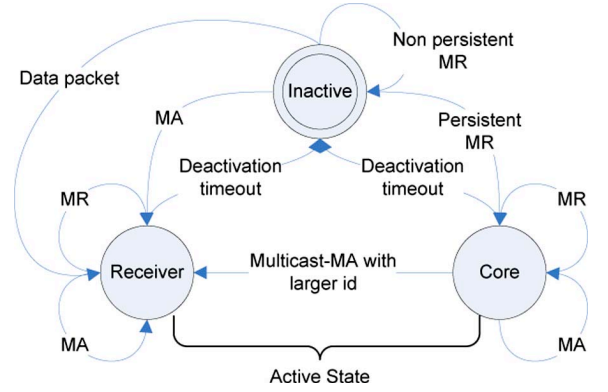 Non persistent
MR
Data packet
Inactive
MA
Persistent
MR
Deactivation
timeout
Deactivation
timeout
MR
MR
Receiver
Multicast-MA with
larger id
Core
MA
MA
Active State